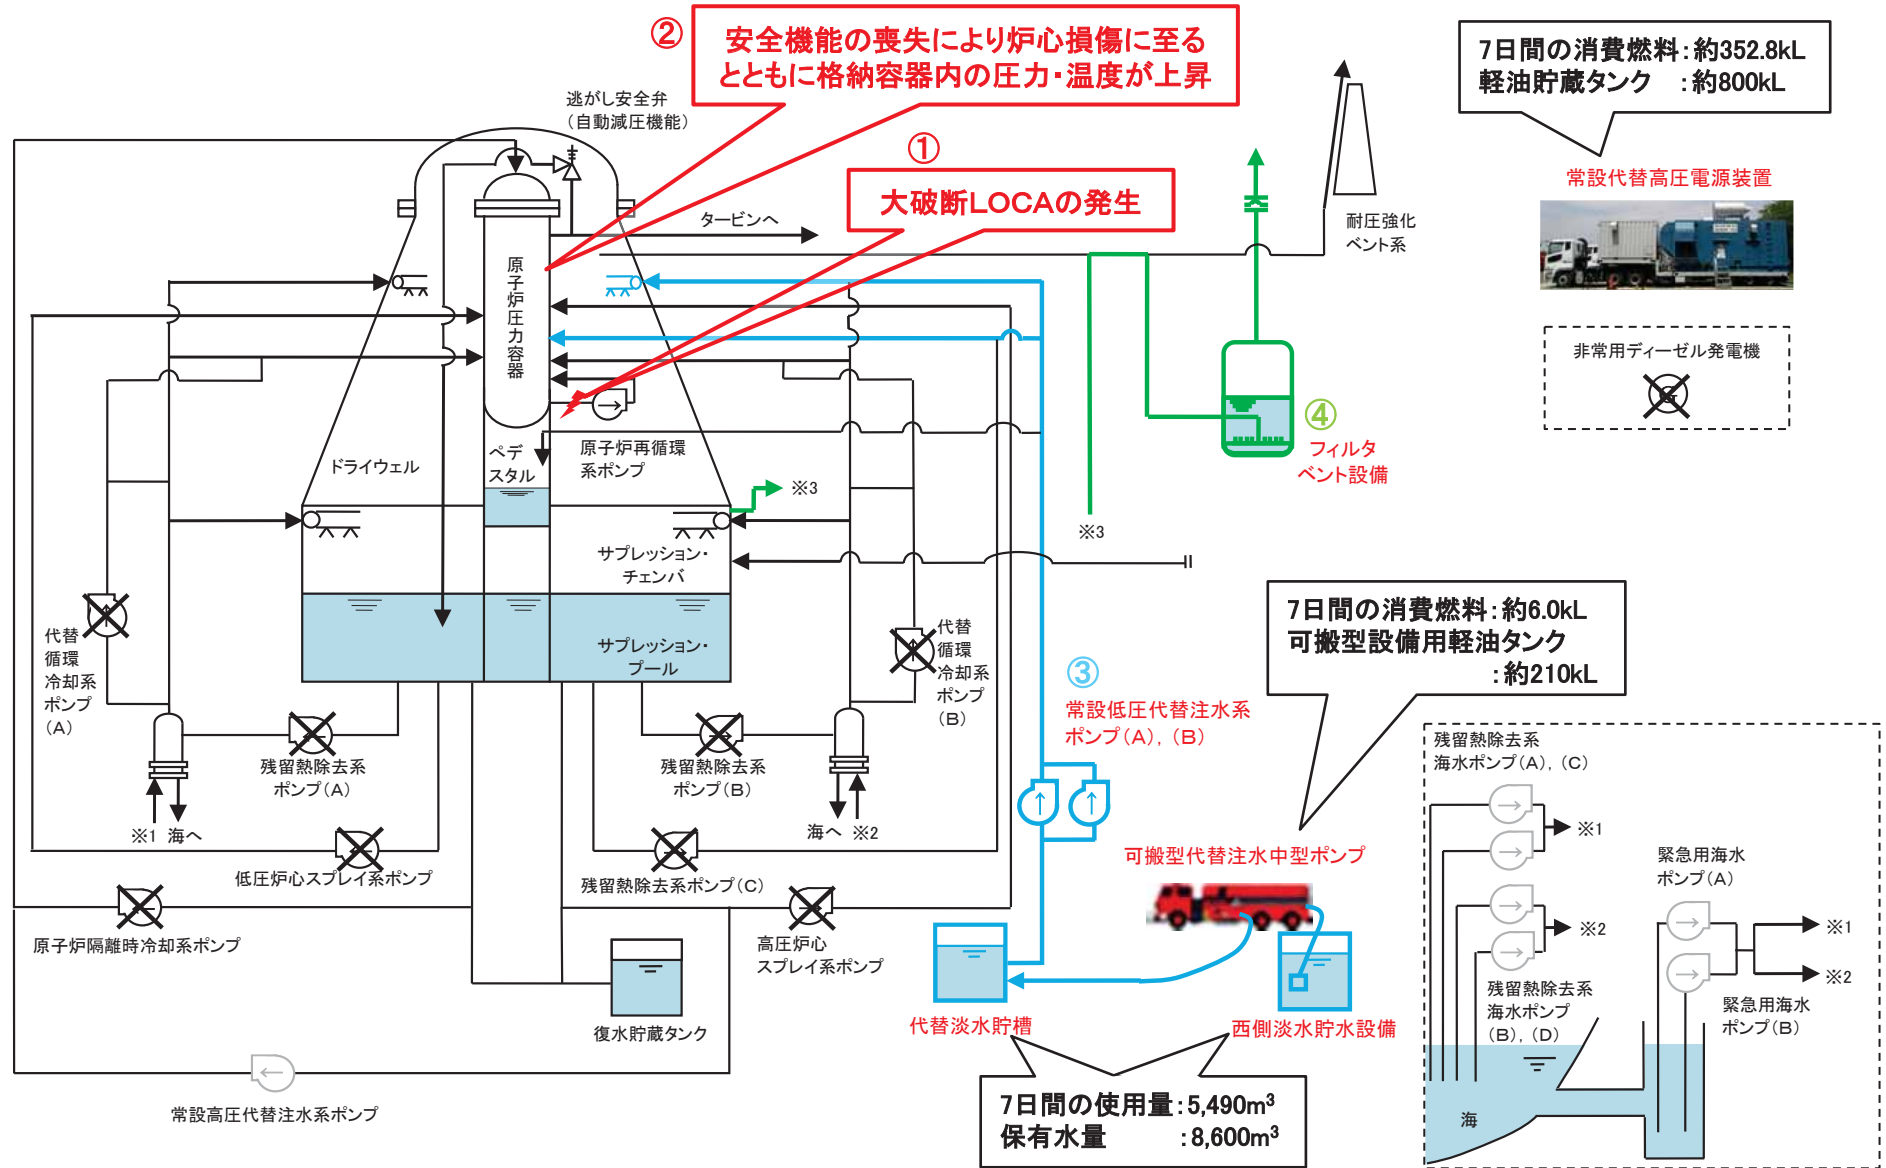 ②
安全機能の喪失により炉心損傷に至る
とともに格納容器内の圧力・温度が上昇
7日間の消費燃料：約352.8kL
軽油貯蔵タンク　：約800kL
逃がし安全弁
（自動減圧機能）
①
大破断LOCAの発生
常設代替高圧電源装置
タービンへ
耐圧強化
ベント系
原子炉圧力容器
非常用ディーゼル発電機
④
フィルタ
ベント設備
ドライウェル
ペデ
スタル
原子炉再循環
系ポンプ
※3
※3
サプレッション・
チェンバ
サプレッション・
プール
代替
循環
冷却系
ポンプ
（A）
代替
循環
冷却系
ポンプ
（B）
7日間の消費燃料：約6.0kL
可搬型設備用軽油タンク
：約210kL
③
常設低圧代替注水系
ポンプ（A），（B）
残留熱除去系
ポンプ（A）
残留熱除去系
ポンプ（B）
残留熱除去系
海水ポンプ（A），（C）
※1 海へ
海へ ※2
※1
可搬型代替注水中型ポンプ
緊急用海水
ポンプ（A）
低圧炉心スプレイ系ポンプ
残留熱除去系ポンプ（C）
※2
※1
※2
原子炉隔離時冷却系ポンプ
高圧炉心
スプレイ系ポンプ
残留熱除去系
海水ポンプ
（B），（D）
緊急用海水
ポンプ（B）
復水貯蔵タンク
代替淡水貯槽
西側淡水貯水設備
7日間の使用量：5,490m³
保有水量　　：8,600m³
常設高圧代替注水系ポンプ
海